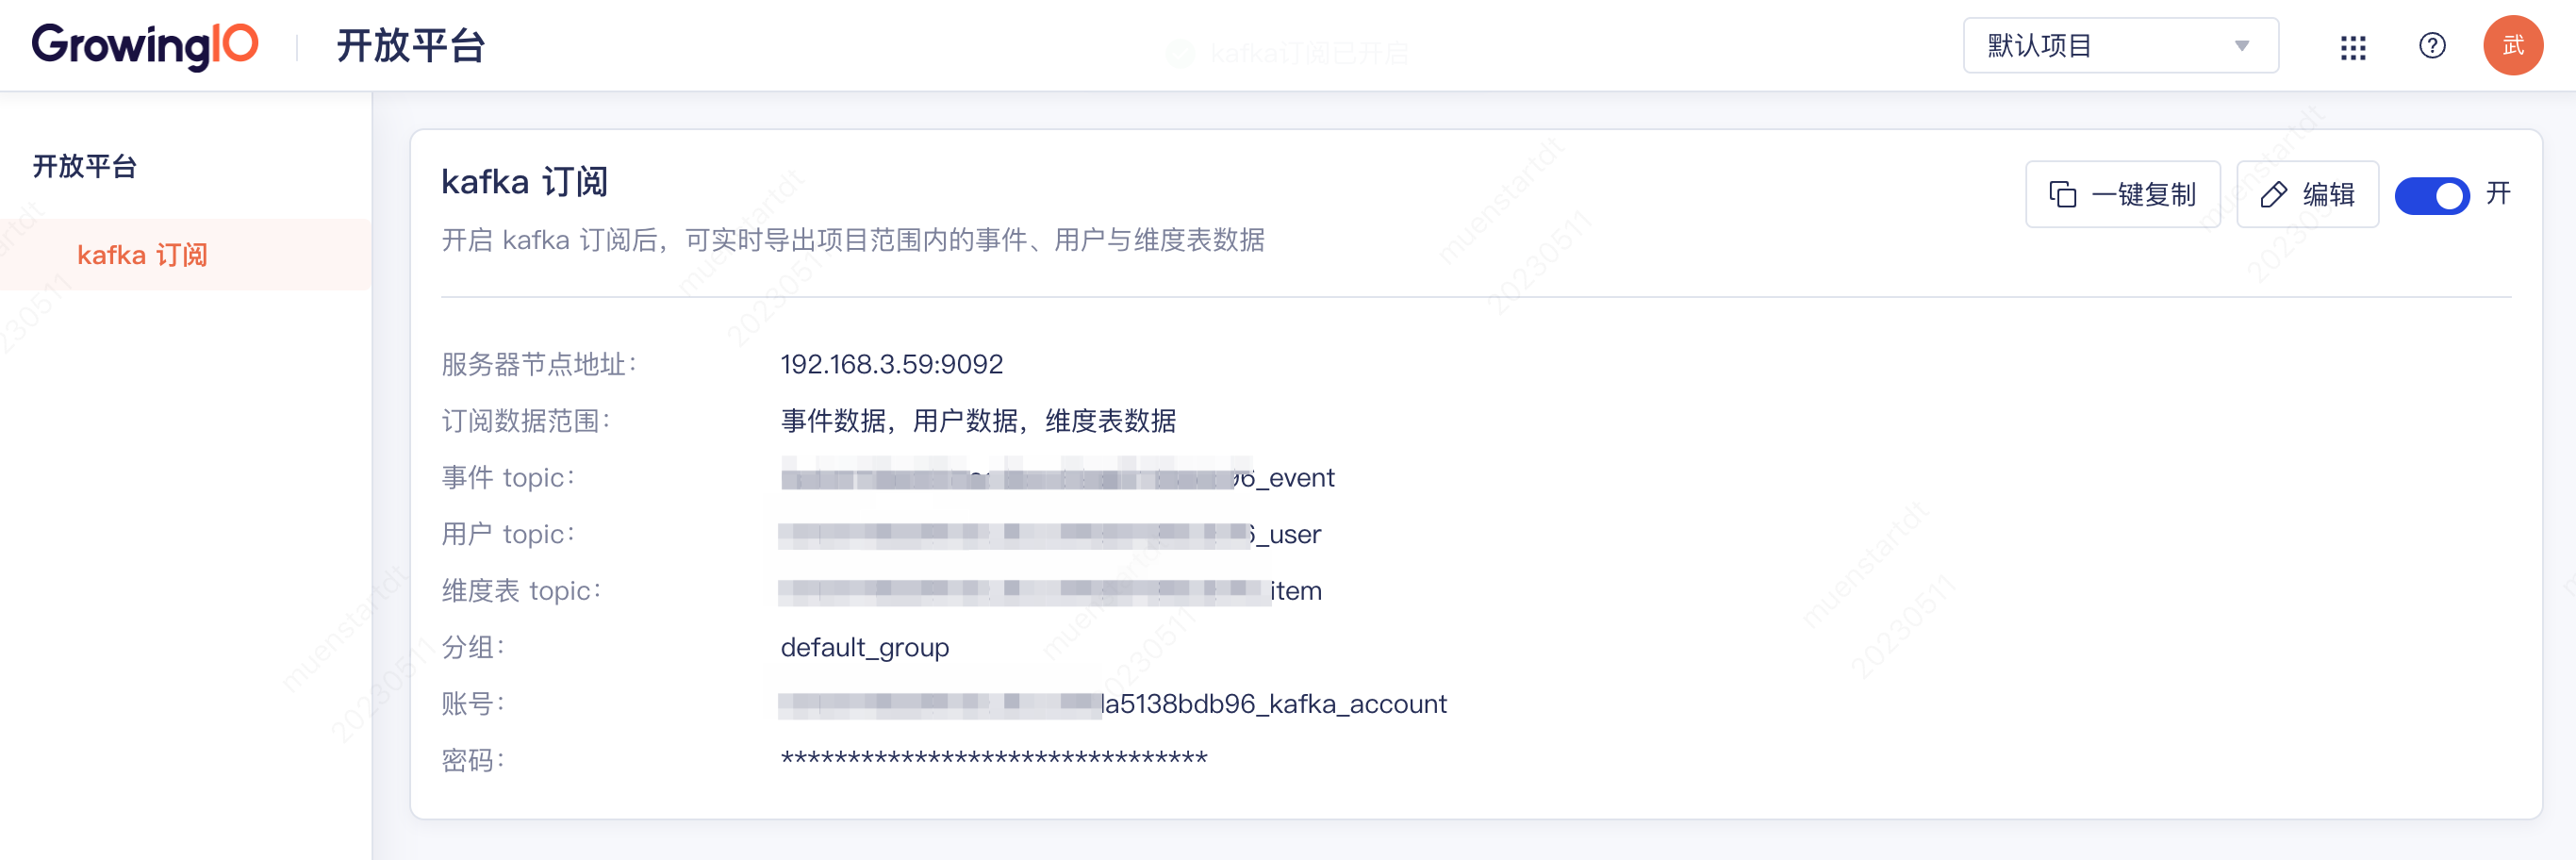 GrowingIO 开放平台
kafka订阅已开启
默认项目
武
开放平台
kafka 订阅
kafka 订阅
一键复制
编辑
开
开启 kafka 订阅后，可实时导出项目范围内的事件、用户与维度表数据
服务器节点地址： 192.168.3.59:9092
订阅数据范围： 事件数据，用户数据，维度表数据
事件 topic： 96_event
用户 topic： _user
维度表 topic： item
分组： default_group
账号： a5138bdb96_kafka_account
密码： ********************************
muenstartdt
20230511